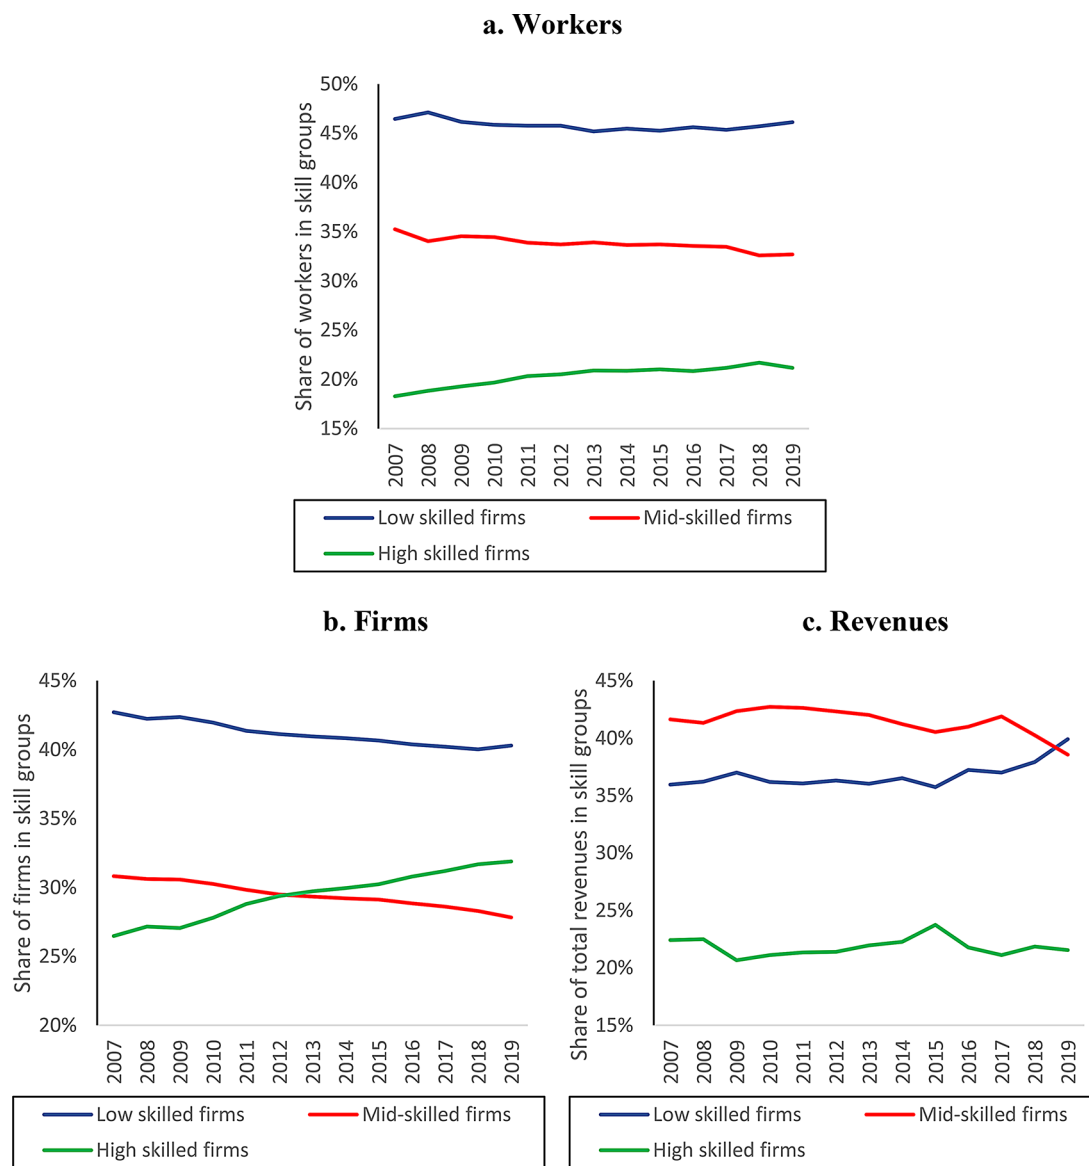 a. Workers
Share of workers in skill groups
50%
45%
40%
35%
30%
25%
20%
15%
2007 2008 2009 2010 2011 2012 2013 2014 2015 2016 2017 2018 2019
Low skilled firms Mid-skilled firms
High skilled firms
b. Firms
Share of firms in skill groups
45%
40%
35%
30%
25%
20%
2007 2008 2009 2010 2011 2012 2013 2014 2015 2016 2017 2018 2019
Low skilled firms Mid-skilled firms
High skilled firms
c. Revenues
Share of total revenues in skill groups
45%
40%
35%
30%
25%
20%
15%
2007 2008 2009 2010 2011 2012 2013 2014 2015 2016 2017 2018 2019
Low skilled firms Mid-skilled firms
High skilled firms